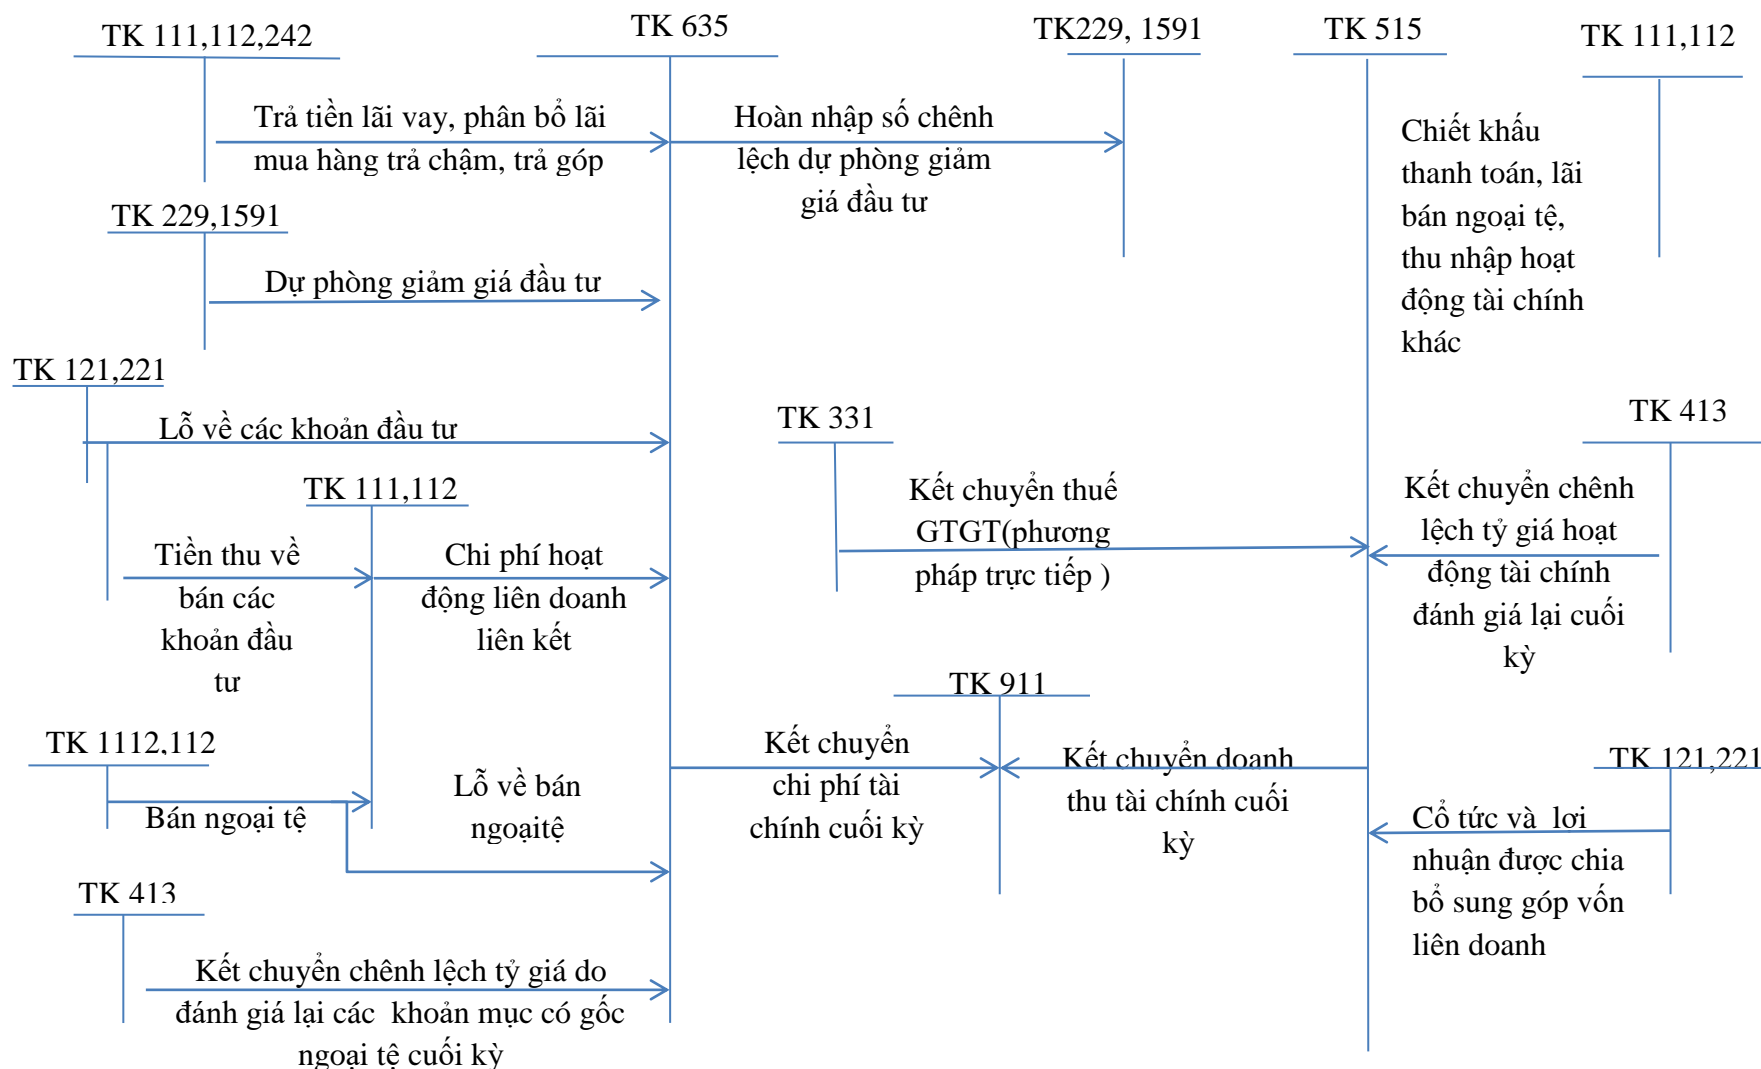 TK 111,112,242
TK 635
TK229, 1591
TK 515
TK 111,112
Trả tiền lãi vay, phân bổ lãi
mua hàng trả chậm, trả góp
Hoàn nhập số chênh
lệch dự phòng giảm
giá đầu tư
Chiết khấu
thanh toán, lãi
bán ngoại tệ,
thu nhập hoạt
động tài chính
khác
TK 229,1591
Dự phòng giảm giá đầu tư
TK 121,221
Lỗ về các khoản đầu tư
TK 331
TK 413
TK 111,112
Kết chuyển thuế
GTGT(phương
pháp trực tiếp )
Kết chuyển chênh
lệch tỷ giá hoạt
động tài chính
đánh giá lại cuối
kỳ
Tiền thu về
bán các
khoản đầu
tư
Chi phí hoạt
động liên doanh
liên kết
TK 911
TK 1112,112
Bán ngoại tệ
Lỗ về bán
ngoạitệ
Kết chuyển
chi phí tài
chính cuối kỳ
Kết chuyển doanh
thu tài chính cuối
kỳ
TK 121,221
Cổ tức và lợi
nhuận được chia
bổ sung góp vốn
liên doanh
TK 413
Kết chuyển chênh lệch tỷ giá do
đánh giá lại các khoản mục có gốc
ngoại tệ cuối kỳ